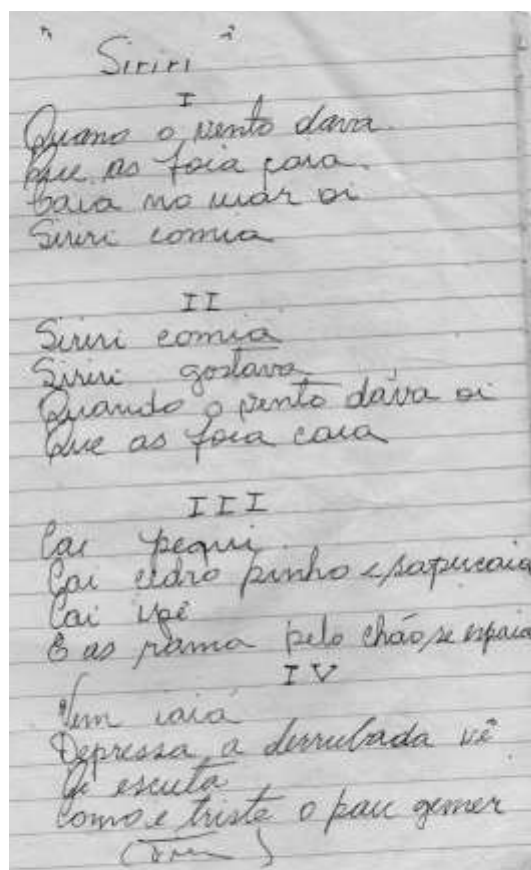 " Siriri "
I
Quano o vento dava
Que as foia caia
Caia no mar oi
Siriri comia
II
Siriri comia
Siriri gostava
Quando o vento dáva oi
Que as foia caia
III
Cai pequi
Cai cedro pinho e sapucaia
Cai ipê
E as rama pelo chão, se espaia
IV
Vem iaiá
Depressa a derrubada vê
escuta
Como e triste o pau gemer